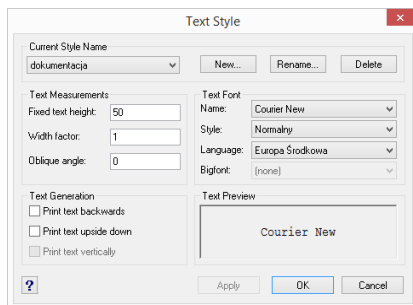 Text Style
Current Style Name
dokumentacja
New...
Rename...
Delete
Text Measurements
Fixed text height: 50
Width factor: 1
Oblique angle: 0
Text Font
Name: Courier New
Style: Normalny
Language: Europa Środkowa
Bigfont: (none)
Text Generation
Print text backwards
Print text upside down
Print text vertically
Text Preview
Courier New
?
Apply
OK
Cancel